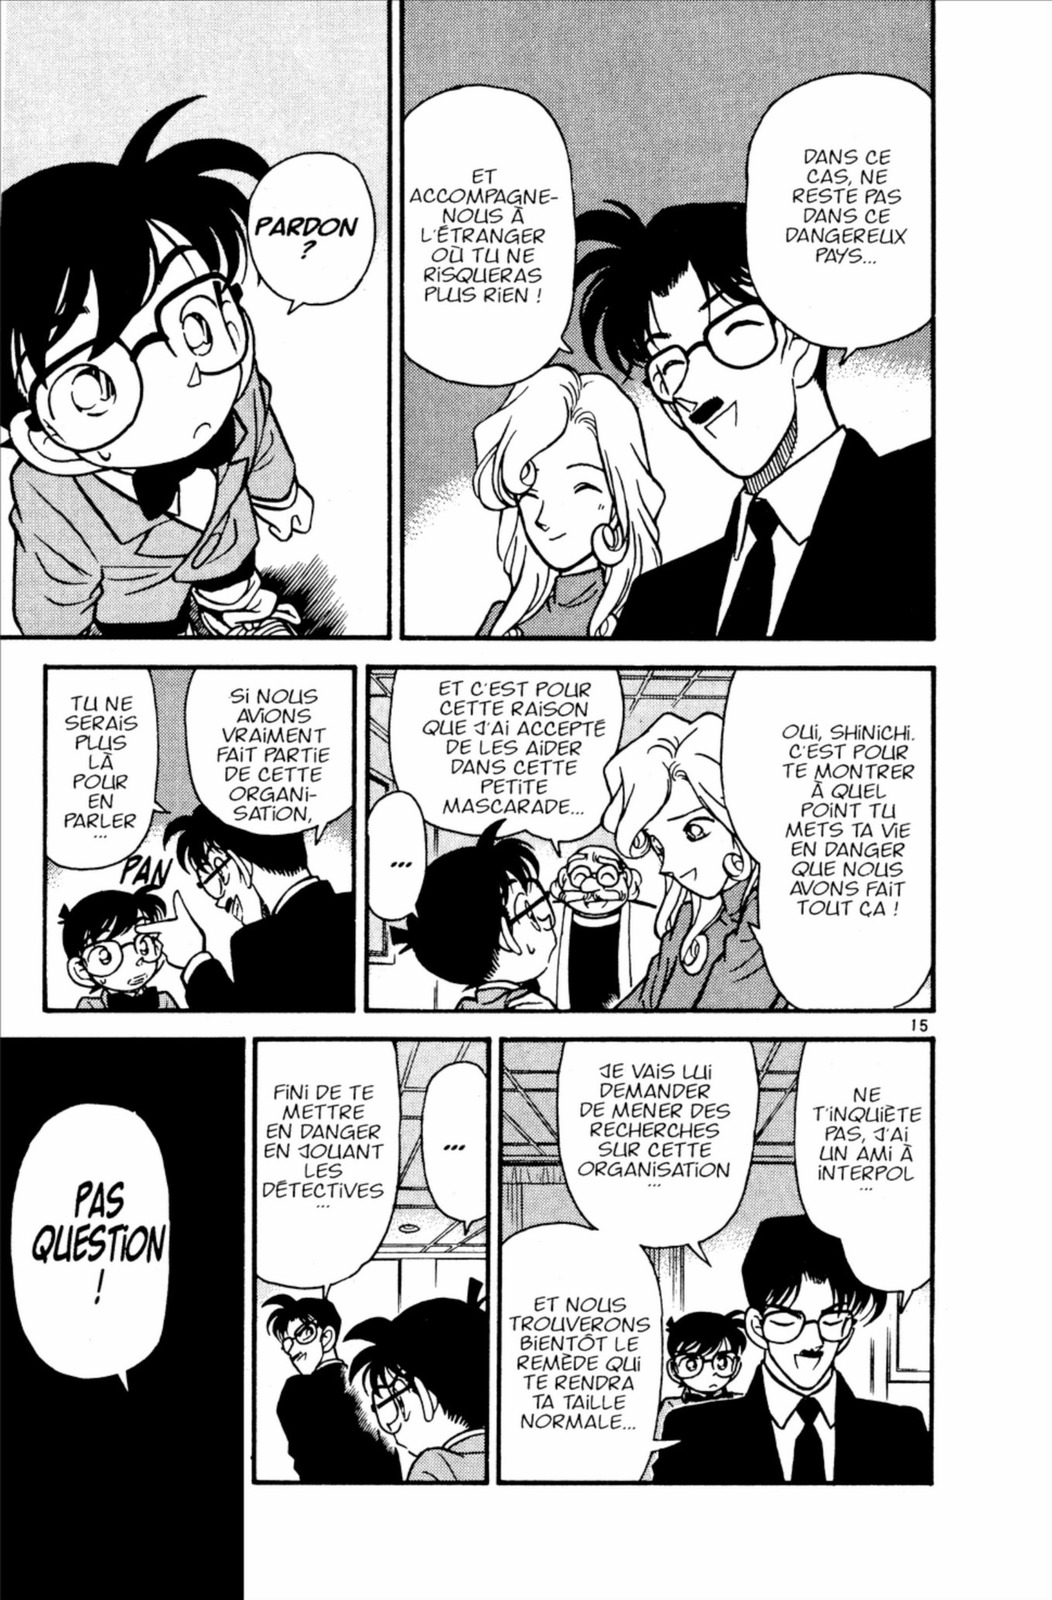 DANS CE
CAS, NE
RESTE PAS
DANS CE
DANGEREUX
PAYS...
ET
ACCOMPAGNE-
NOUS À
L'ÉTRANGER
OÙ TU NE
RISQUERAS
PLUS RIEN !
PARDON
?
OUI, SHINICHI.
C'EST POUR
TE MONTRER
À QUEL
POINT TU
METS TA VIE
EN DANGER
QUE NOUS
AVONS FAIT
TOUT ÇA !
ET C'EST POUR
CETTE RAISON
QUE J'AI ACCEPTÉ
DE LES AIDER
DANS CETTE
PETITE
MASCARADE...
...
SI NOUS
AVIONS
VRAIMENT
FAIT PARTIE
DE CETTE
ORGANI-
SATION,
TU NE
SERAIS
PLUS
LÀ
POUR
EN
PARLER
...
PAN
15
NE
T'INQUIÈTE
PAS, J'AI
UN AMI À
INTERPOL
...
JE VAIS LUI
DEMANDER
DE MENER DES
RECHERCHES
SUR CETTE
ORGANISATION
...
ET NOUS
TROUVERONS
BIENTÔT LE
REMÈDE QUI
TE RENDRA
TA TAILLE
NORMALE...
...
FINI DE TE
METTRE
EN DANGER
EN JOUANT
LES
DÉTECTIVES
...
PAS
QUESTION
!